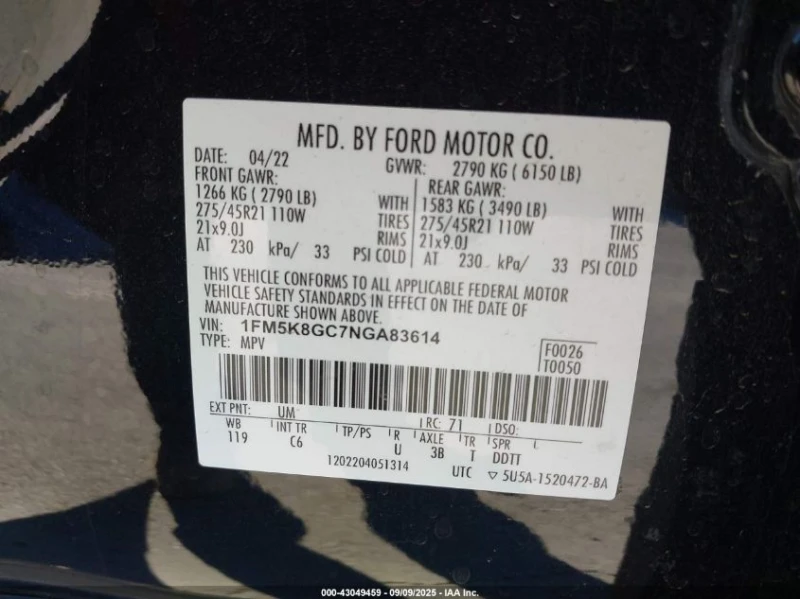 MFD. BY FORD MOTOR CO.
DATE: 04/22 GVWR: 2790 KG ( 6150 LB)
FRONT GAWR: REAR GAWR:
1266 KG ( 2790 LB) WITH 1583 KG ( 3490 LB) WITH
275/45R21 110W TIRES 275/45R21 110W TIRES
21x9.0J RIMS 21x9.0J RIMS
AT 230 kPa/ 33 PSI COLD AT 230 kPa/ 33 PSI COLD
THIS VEHICLE CONFORMS TO ALL APPLICABLE FEDERAL MOTOR
VEHICLE SAFETY STANDARDS IN EFFECT ON THE DATE OF
MANUFACTURE SHOWN ABOVE.
VIN: 1FM5K8GC7NGA83614
TYPE: MPV
F0026
T0050
EXT PNT: UM RC: 71 DSO:
WB INT TR TP/PS R AXLE TR SPR
119 C6 U 3B T DDTT
1202204051314 UTC ▽ 5U5A-1520472-BA
000-43049459 - 09/09/2025 - IAA Inc.